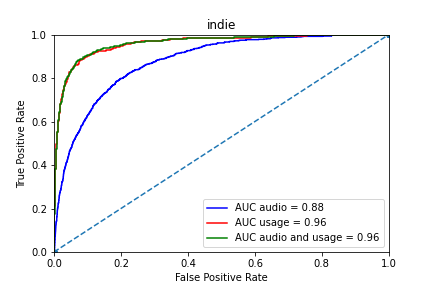 indie
1.0
0.8
0.6
0.4
0.2
0.0
True Positive Rate
AUC audio = 0.88
AUC usage = 0.96
AUC audio and usage = 0.96
0.0 0.2 0.4 0.6 0.8 1.0
False Positive Rate